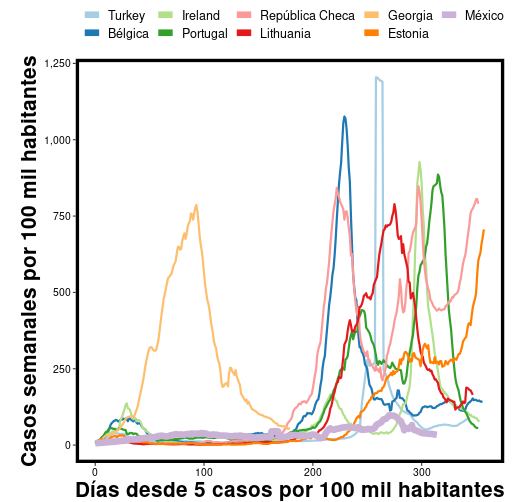 Turkey Ireland República Checa Georgia México
Bélgica Portugal Lithuania Estonia
Casos semanales por 100 mil habitantes
1,250
1,000
750
500
250
0
0 100 200 300
Días desde 5 casos por 100 mil habitantes